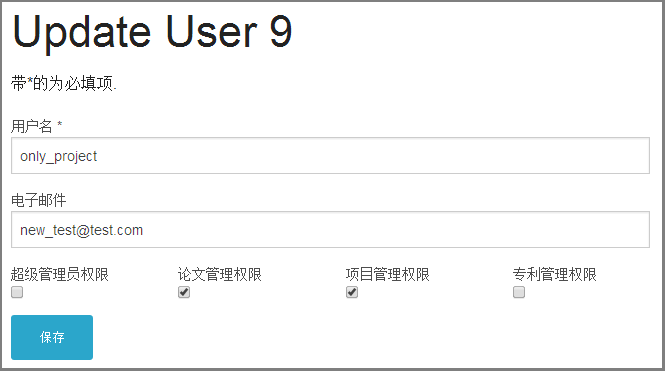 Update User 9
带*的为必填项.
用户名 *
only_project
电子邮件
new_test@test.com
超级管理员权限 论文管理权限 项目管理权限 专利管理权限
保存